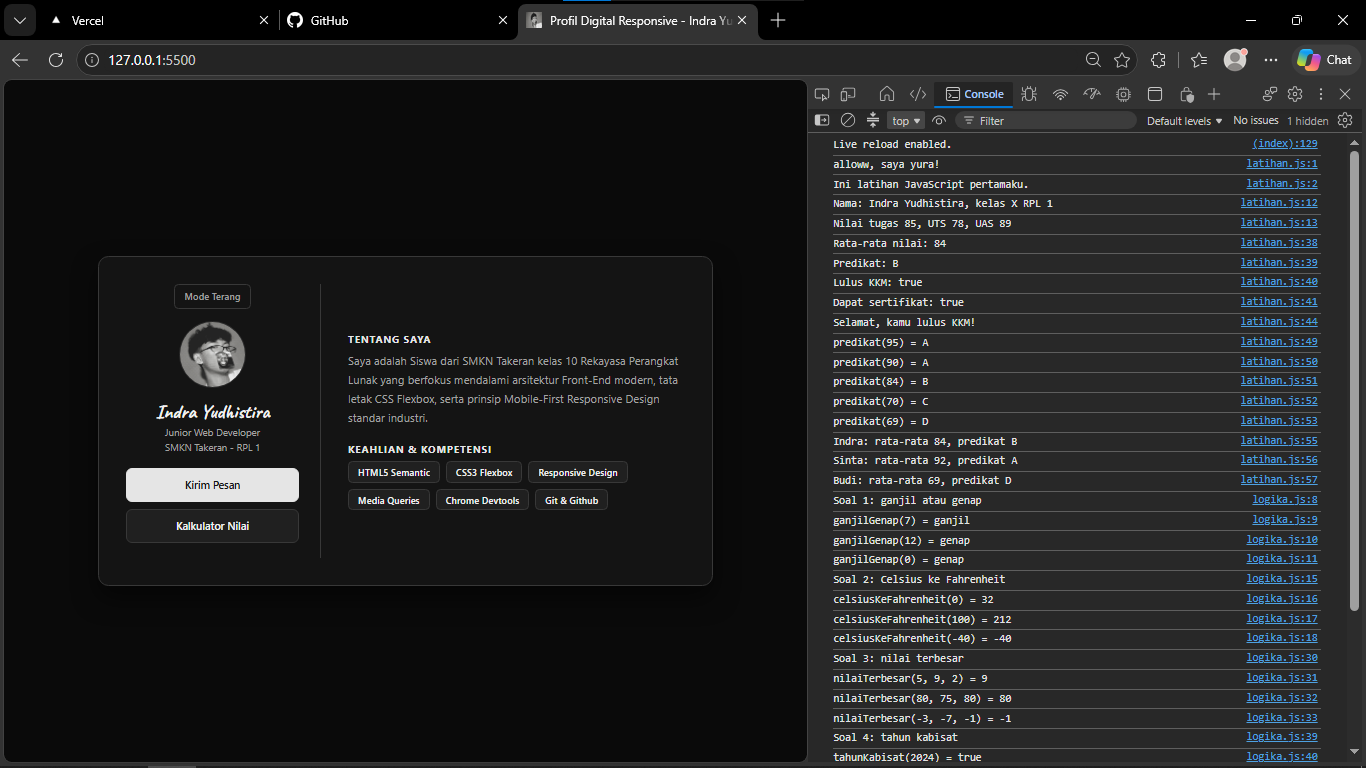 Vercel
GitHub
Profil Digital Responsive - Indra Yu
127.0.0.1:5500
Chat
Console
top
Filter
Default levels
No issues
1 hidden
Mode Terang
Indra Yudhistira
Junior Web Developer
SMKN Takeran - RPL 1
Kirim Pesan
Kalkulator Nilai
TENTANG SAYA
Saya adalah Siswa dari SMKN Takeran kelas 10 Rekayasa Perangkat
Lunak yang berfokus mendalami arsitektur Front-End modern, tata
letak CSS Flexbox, serta prinsip Mobile-First Responsive Design
standar industri.
KEAHLIAN & KOMPETENSI
HTML5 Semantic CSS3 Flexbox Responsive Design
Media Queries Chrome Devtools Git & Github
Live reload enabled. (index):129
alloww, saya yura! latihan.js:1
Ini latihan JavaScript pertamaku. latihan.js:2
Nama: Indra Yudhistira, kelas X RPL 1 latihan.js:12
Nilai tugas 85, UTS 78, UAS 89 latihan.js:13
Rata-rata nilai: 84 latihan.js:38
Predikat: B latihan.js:39
Lulus KKM: true latihan.js:40
Dapat sertifikat: true latihan.js:41
Selamat, kamu lulus KKM! latihan.js:44
predikat(95) = A latihan.js:49
predikat(90) = A latihan.js:50
predikat(84) = B latihan.js:51
predikat(70) = C latihan.js:52
predikat(69) = D latihan.js:53
Indra: rata-rata 84, predikat B latihan.js:55
Sinta: rata-rata 92, predikat A latihan.js:56
Budi: rata-rata 69, predikat D latihan.js:57
Soal 1: ganjil atau genap logika.js:8
ganjilGenap(7) = ganjil logika.js:9
ganjilGenap(12) = genap logika.js:10
ganjilGenap(0) = genap logika.js:11
Soal 2: Celsius ke Fahrenheit logika.js:15
celsiusKeFahrenheit(0) = 32 logika.js:16
celsiusKeFahrenheit(100) = 212 logika.js:17
celsiusKeFahrenheit(-40) = -40 logika.js:18
Soal 3: nilai terbesar logika.js:30
nilaiTerbesar(5, 9, 2) = 9 logika.js:31
nilaiTerbesar(80, 75, 80) = 80 logika.js:32
nilaiTerbesar(-3, -7, -1) = -1 logika.js:33
Soal 4: tahun kabisat logika.js:39
tahunKabisat(2024) = true logika.js:40